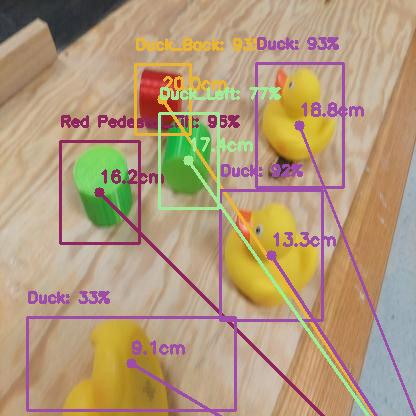 Duck_Back: 93%
Duck: 93%
20.0cm
Duck_Left: 77%
18.8cm
Red Pedestal: 95%
17.4cm
16.2cm
Duck: 92%
13.3cm
Duck: 33%
9.1cm